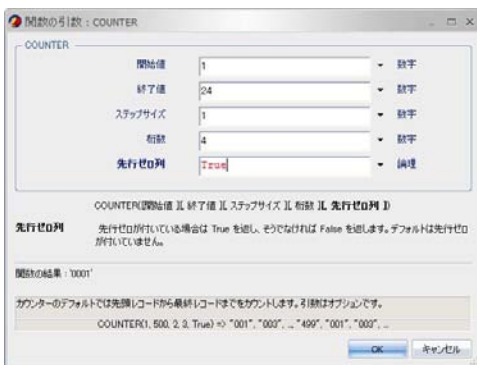 関数の引数 : COUNTER
COUNTER
開始値 1 数字
終了値 24 数字
ステップサイズ 1 数字
桁数 4 数字
先行ゼロ列 True 論理
COUNTER([開始値 ][, 終了値 ][, ステップサイズ ][, 桁数 ][, 先行ゼロ列 ])
先行ゼロ列 先行ゼロが付いている場合は True を返し、そうでなければ False を返します。デフォルトは先行ゼロ
が付いていません。
関数の結果 : '0001'
カウンターのデフォルトでは先頭レコードから最終レコードまでをカウントします。引数はオプションです。
COUNTER(1, 500, 2, 3, True) => "001", "003", .., "499", "001", "003", ..
OK キャンセル